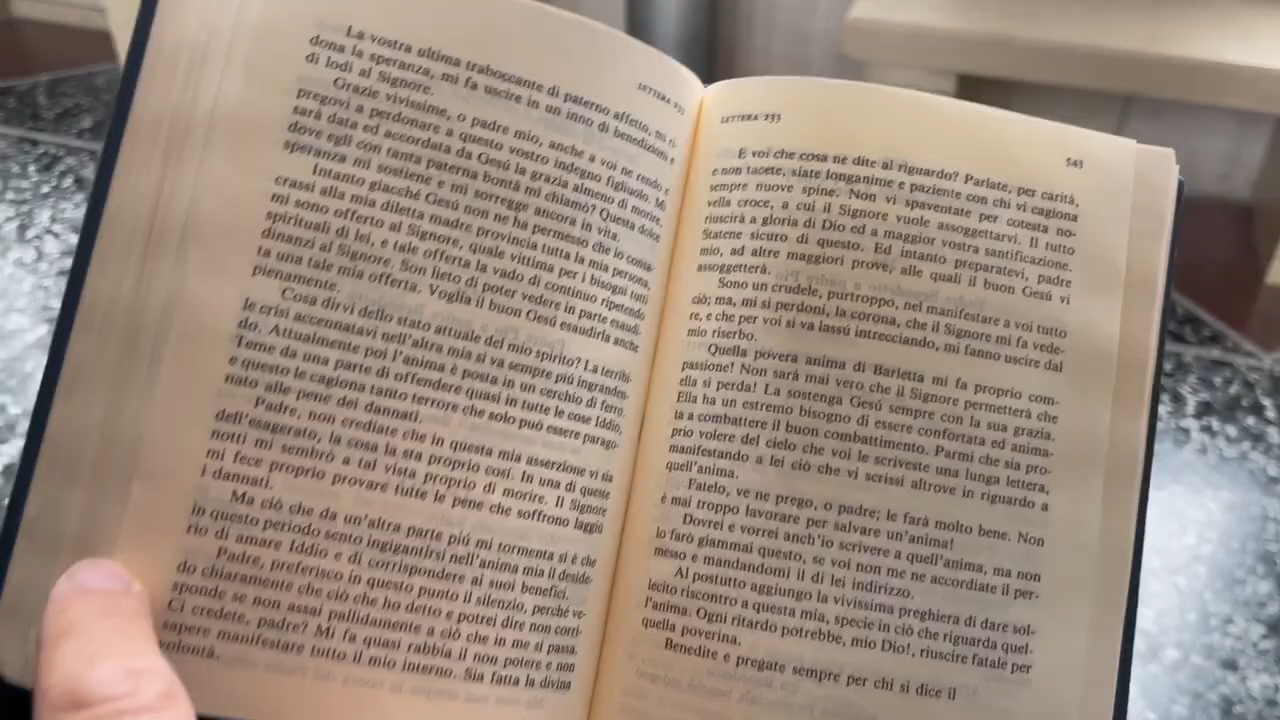 LETTERA 233
La vostra ultima traboccante di paterno affetto, mi ri-
dona la speranza, mi fa uscire in un inno di benedizioni e
di lodi al Signore.
Grazie vivissime, o padre mio, anche a voi ne rendo e
pregovi a perdonare a questo vostro indegno figliuolo. Mi
sarà data ed accordata da Gesú la grazia almeno di morire,
dove egli con tanta paterna bontà mi chiamò? Questa dolce
speranza mi sostiene e mi sorregge ancora in vita.
Intanto giacché Gesú non ne ha permesso che io consa-
crassi alla mia diletta madre provincia tutta la mia persona,
mi sono offerto al Signore, quale vittima per i bisogni tutti
spirituali di lei, e tale offerta la vado di continuo ripetendo
dinanzi al Signore. Son lieto di poter vedere in parte esaudi-
ta una tale mia offerta. Voglia il buon Gesú esaudirla anche
pienamente.
Cosa dirvi dello stato attuale del mio spirito? La terribi-
le crisi accennatavi nell'altra mia si va sempre piú ingranden-
do. Attualmente poi l'anima è posta in un cerchio di ferro.
Teme da una parte di offendere quasi in tutte le cose Iddio,
e questo le cagiona tanto terrore che solo può essere parago-
nato alle pene dei dannati.
Padre, non crediate che in questa mia asserzione vi sia
dell'esagerato, la cosa la sta proprio cosí. In una di queste
notti mi sembrò a tal vista proprio di morire. Il Signore
mi fece proprio provare tutte le pene che soffrono laggiú
i dannati.
Ma ciò che da un'altra parte piú mi tormenta si è che
in questo periodo sento ingigantirsi nell'anima mia il deside-
rio di amare Iddio e di corrispondere ai suoi benefici.
Padre, preferisco in questo punto il silenzio, perché ve-
do chiaramente che ciò che ho detto e potrei dire non corri-
sponde se non assai pallidamente a ciò che in me si passa.
Ci credete, padre? Mi fa quasi rabbia il non potere e non
sapere manifestare tutto il mio interno. Sia fatta la divina
volontà.
LETTERA 233
543
E voi che cosa ne dite al riguardo? Parlate, per carità,
e non tacete, siate longanime e paziente con chi vi cagiona
sempre nuove spine. Non vi spaventate per cotesta no-
vella croce, a cui il Signore vuole assoggettarvi. Il tutto
riuscirà a gloria di Dio ed a maggior vostra santificazione.
Statene sicuro di questo. Ed intanto preparatevi, padre
mio, ad altre maggiori prove, alle quali il buon Gesú vi
assoggetterà.
Sono un crudele, purtroppo, nel manifestare a voi tutto
ciò; ma, mi si perdoni, la corona, che il Signore mi fa vede-
re, e che per voi si va lassú intrecciando, mi fanno uscire dal
mio riserbo.
Quella povera anima di Barletta mi fa proprio com-
passione! Non sarà mai vero che il Signore permetterà che
ella si perda! La sostenga Gesú sempre con la sua grazia.
Ella ha un estremo bisogno di essere confortata ed anima-
ta a combattere il buon combattimento. Parmi che sia pro-
prio volere del cielo che voi le scriveste una lunga lettera,
manifestando a lei ciò che vi scrissi altrove in riguardo a
quell'anima.
Fatelo, ve ne prego, o padre; le farà molto bene. Non
è mai troppo lavorare per salvare un'anima!
Dovrei e vorrei anch'io scrivere a quell'anima, ma non
lo farò giammai questo, se voi non me ne accordiate il per-
messo e mandandomi il di lei indirizzo.
Al postutto aggiungo la vivissima preghiera di dare sol-
lecito riscontro a questa mia, specie in ciò che riguarda quel-
l'anima. Ogni ritardo potrebbe, mio Dio!, riuscire fatale per
quella poverina.
Benedite e pregate sempre per chi si dice il